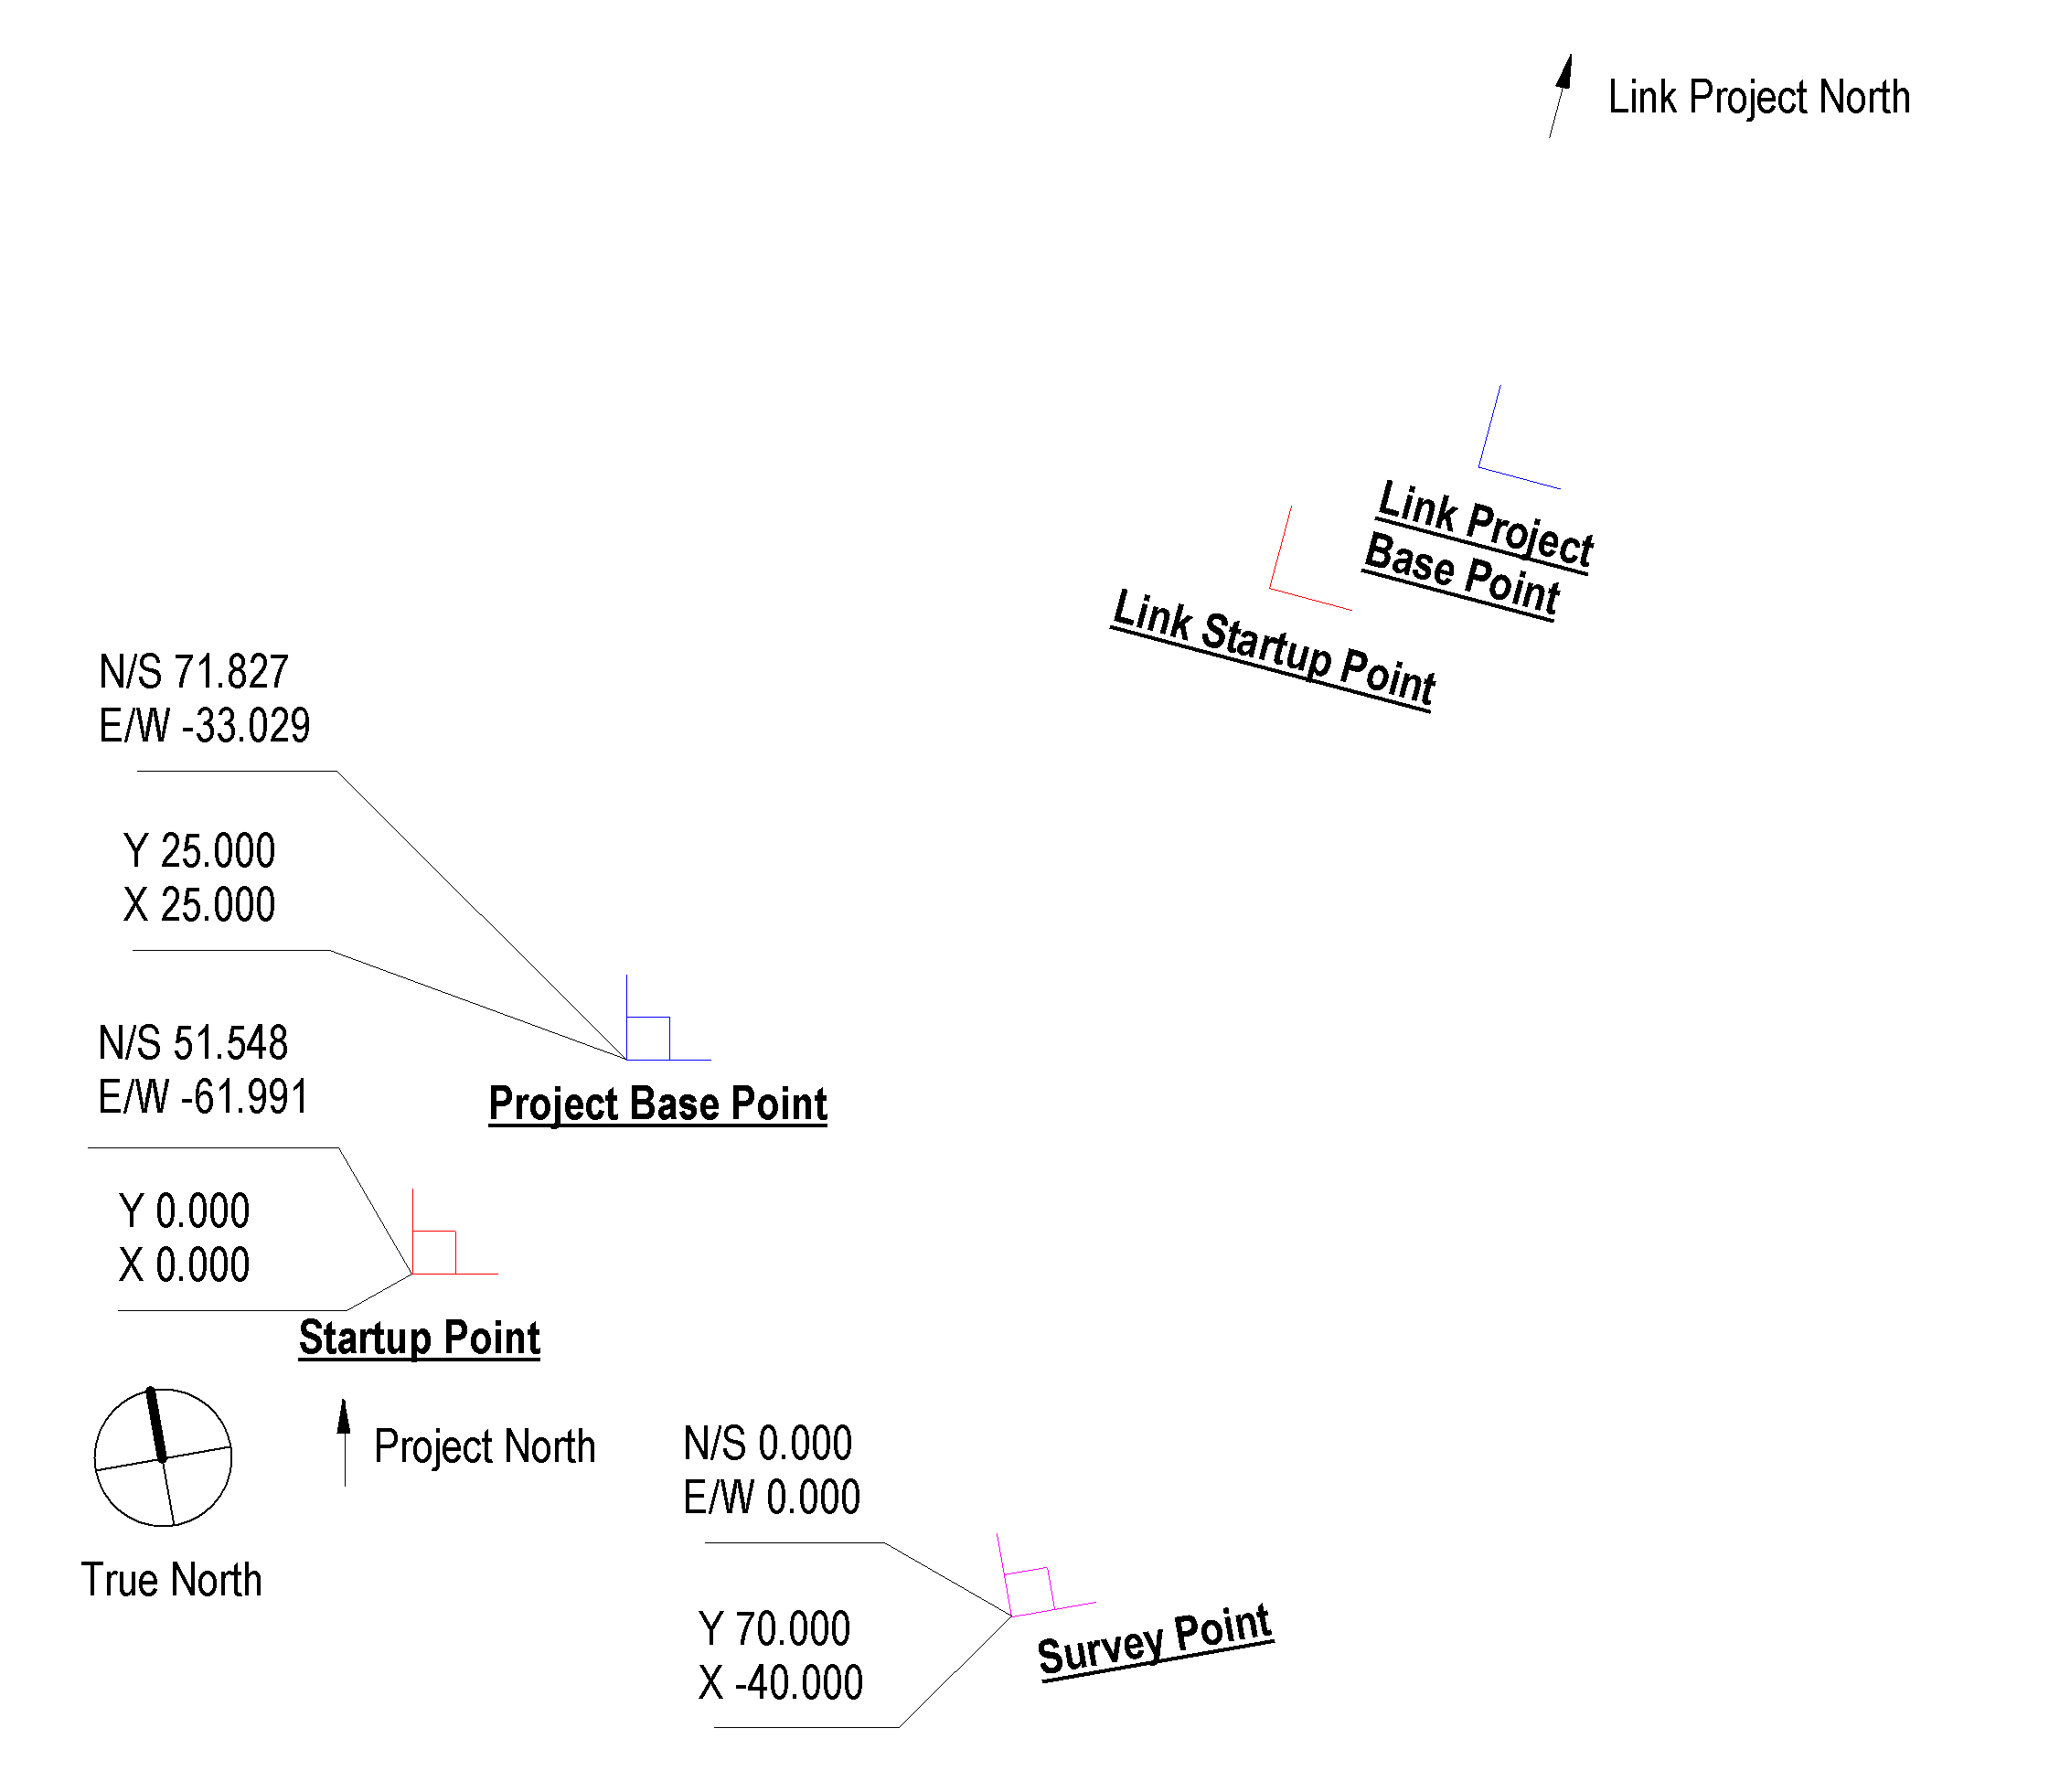 Link Project North
Link Project
Base Point
Link Startup Point
N/S 71.827
E/W -33.029
Y 25.000
X 25.000
N/S 51.548
E/W -61.991
Project Base Point
Y 0.000
X 0.000
Startup Point
Project North
True North
N/S 0.000
E/W 0.000
Y 70.000
X -40.000
Survey Point